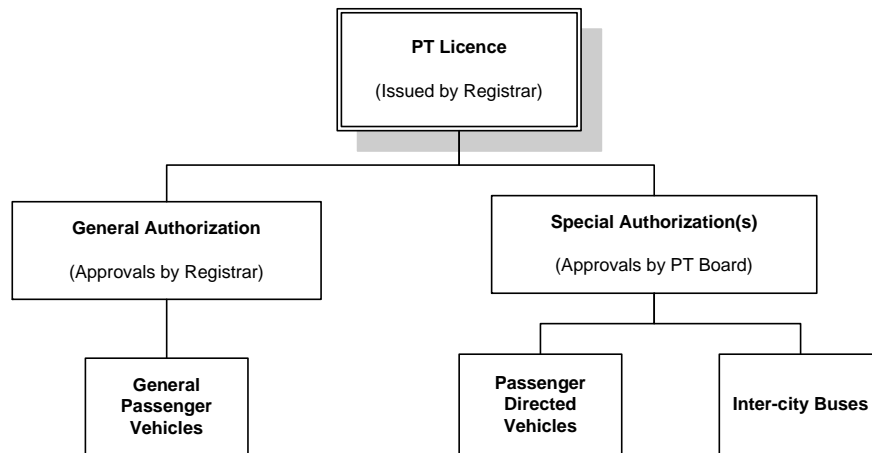 PT Licence
(Issued by Registrar)
General Authorization
(Approvals by Registrar)
Special Authorization(s)
(Approvals by PT Board)
General
Passenger
Vehicles
Passenger
Directed
Vehicles
Inter-city Buses